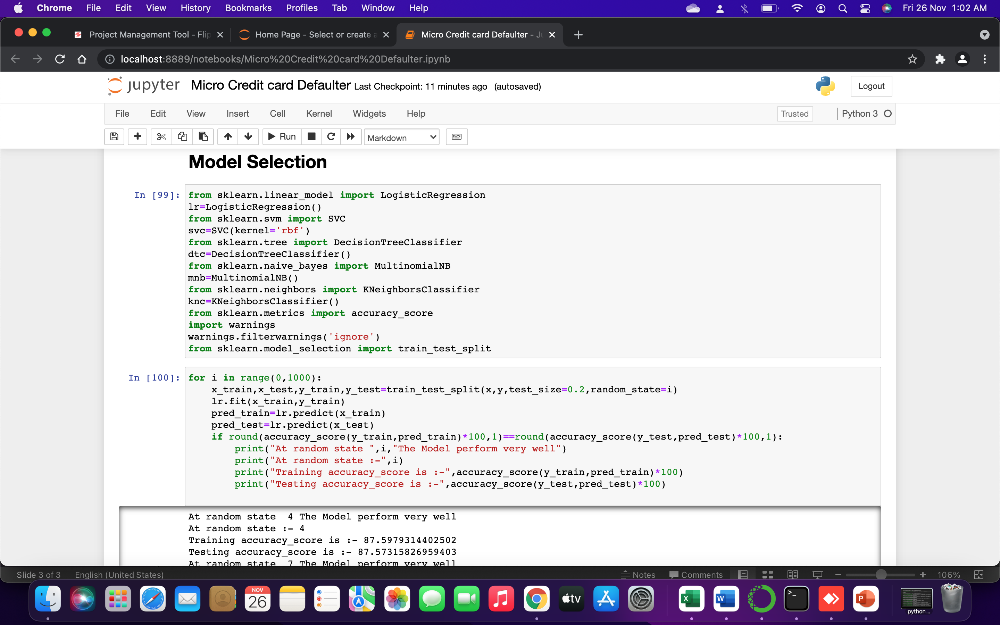 Chrome File Edit View History Bookmarks Profiles Tab Window Help Fri 26 Nov 1:02 AM
Project Management Tool - Flip Home Page - Select or create a Micro Credit card Defaulter - Ju
localhost:8889/notebooks/Micro%20Credit%20card%20Defaulter.ipynb
jupyter Micro Credit card Defaulter Last Checkpoint: 11 minutes ago (autosaved) Logout
File Edit View Insert Cell Kernel Widgets Help Trusted Python 3
Run Markdown
Model Selection
In [99]: from sklearn.linear_model import LogisticRegression
lr=LogisticRegression()
from sklearn.svm import SVC
svc=SVC(kernel='rbf')
from sklearn.tree import DecisionTreeClassifier
dtc=DecisionTreeClassifier()
from sklearn.naive_bayes import MultinomialNB
mnb=MultinomialNB()
from sklearn.neighbors import KNeighborsClassifier
knc=KNeighborsClassifier()
from sklearn.metrics import accuracy_score
import warnings
warnings.filterwarnings('ignore')
from sklearn.model_selection import train_test_split
In [100]: for i in range(0,1000):
x_train,x_test,y_train,y_test=train_test_split(x,y,test_size=0.2,random_state=i)
lr.fit(x_train,y_train)
pred_train=lr.predict(x_train)
pred_test=lr.predict(x_test)
if round(accuracy_score(y_train,pred_train)*100,1)==round(accuracy_score(y_test,pred_test)*100,1):
print("At random state ",i,"The Model perform very well")
print("At random state :-",i)
print("Training accuracy_score is :-",accuracy_score(y_train,pred_train)*100)
print("Testing accuracy_score is :-",accuracy_score(y_test,pred_test)*100)
At random state  4 The Model perform very well
At random state :- 4
Training accuracy_score is :- 87.5979314402502
Testing accuracy_score is :- 87.57315826959403
At random state  7 The Model perform very well
Slide 3 of 3 English (United States) Notes Comments 106%
NOV
26
tv
X
W
>_
P
python...